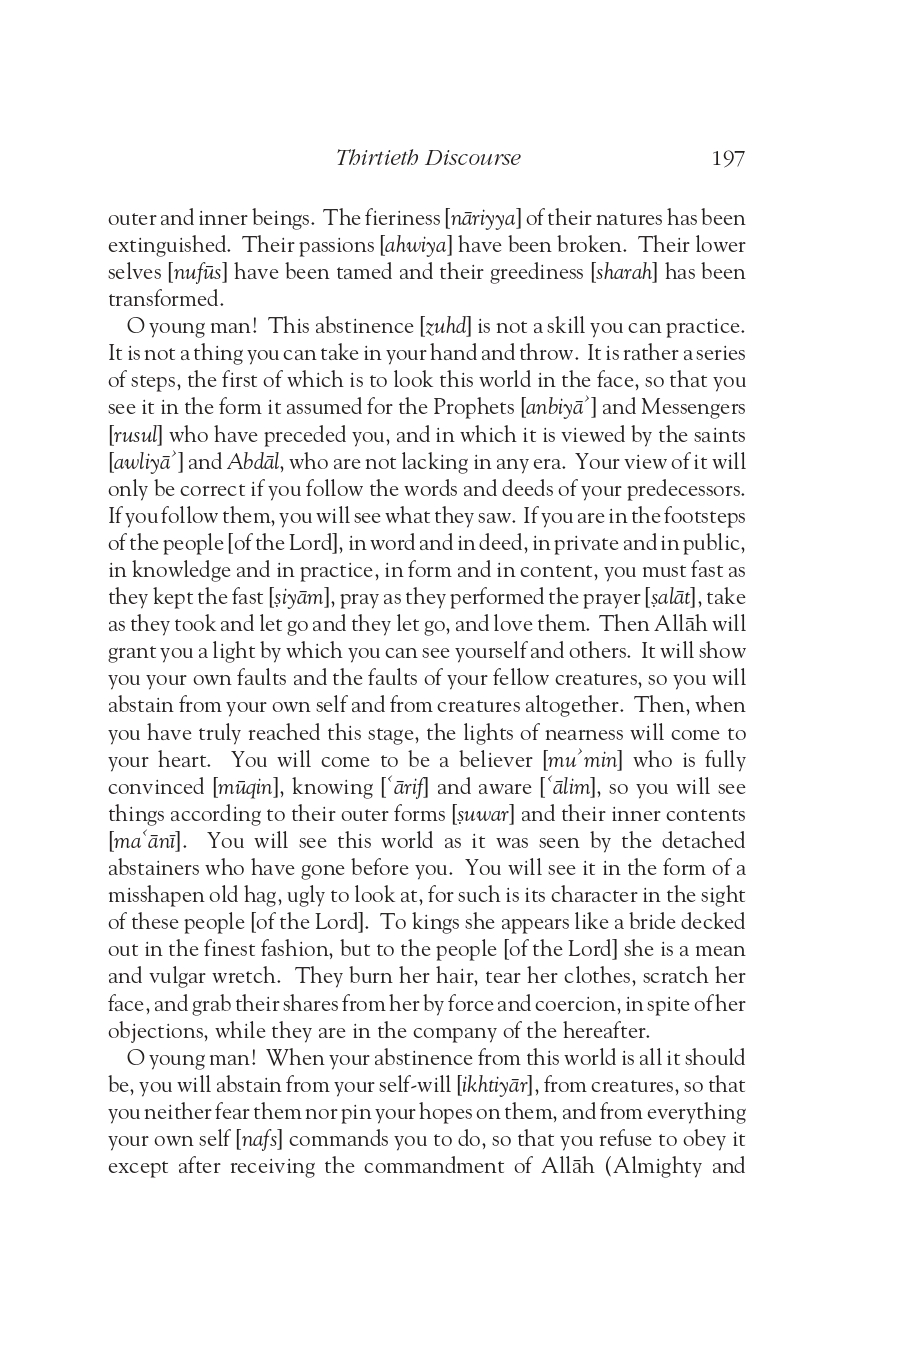 Thirtieth Discourse 197
outer and inner beings. The fieriness [nāriyya] of their natures has been
extinguished. Their passions [ahwiya] have been broken. Their lower
selves [nufūs] have been tamed and their greediness [sharah] has been
transformed.
O young man! This abstinence [zuhd] is not a skill you can practice.
It is not a thing you can take in your hand and throw. It is rather a series
of steps, the first of which is to look this world in the face, so that you
see it in the form it assumed for the Prophets [anbiyāʾ] and Messengers
[rusul] who have preceded you, and in which it is viewed by the saints
[awliyāʾ] and Abdāl, who are not lacking in any era. Your view of it will
only be correct if you follow the words and deeds of your predecessors.
If you follow them, you will see what they saw. If you are in the footsteps
of the people [of the Lord], in word and in deed, in private and in public,
in knowledge and in practice, in form and in content, you must fast as
they kept the fast [ṣiyām], pray as they performed the prayer [ṣalāt], take
as they took and let go and they let go, and love them. Then Allāh will
grant you a light by which you can see yourself and others. It will show
you your own faults and the faults of your fellow creatures, so you will
abstain from your own self and from creatures altogether. Then, when
you have truly reached this stage, the lights of nearness will come to
your heart. You will come to be a believer [muʾmin] who is fully
convinced [mūqin], knowing [ʿārif] and aware [ʿālim], so you will see
things according to their outer forms [ṣuwar] and their inner contents
[maʿānī]. You will see this world as it was seen by the detached
abstainers who have gone before you. You will see it in the form of a
misshapen old hag, ugly to look at, for such is its character in the sight
of these people [of the Lord]. To kings she appears like a bride decked
out in the finest fashion, but to the people [of the Lord] she is a mean
and vulgar wretch. They burn her hair, tear her clothes, scratch her
face, and grab their shares from her by force and coercion, in spite of her
objections, while they are in the company of the hereafter.
O young man! When your abstinence from this world is all it should
be, you will abstain from your self-will [ikhtiyār], from creatures, so that
you neither fear them nor pin your hopes on them, and from everything
your own self [nafs] commands you to do, so that you refuse to obey it
except after receiving the commandment of Allāh (Almighty and